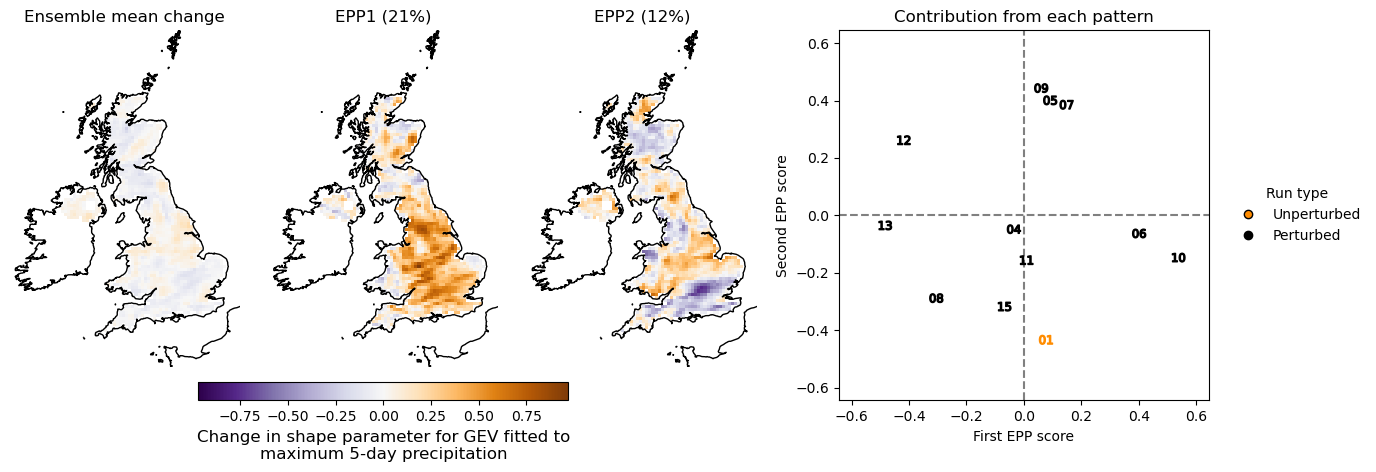 Ensemble mean change
EPP1 (21%)
EPP2 (12%)
Contribution from each pattern
−0.75 −0.50 −0.25 0.00 0.25 0.50 0.75
Change in shape parameter for GEV fitted to
maximum 5-day precipitation
Second EPP score
0.6
0.4
0.2
0.0
−0.2
−0.4
−0.6
09
05
07
12
13
04
06
11
10
08
15
01
−0.6 −0.4 −0.2 0.0 0.2 0.4 0.6
First EPP score
Run type
Unperturbed
Perturbed